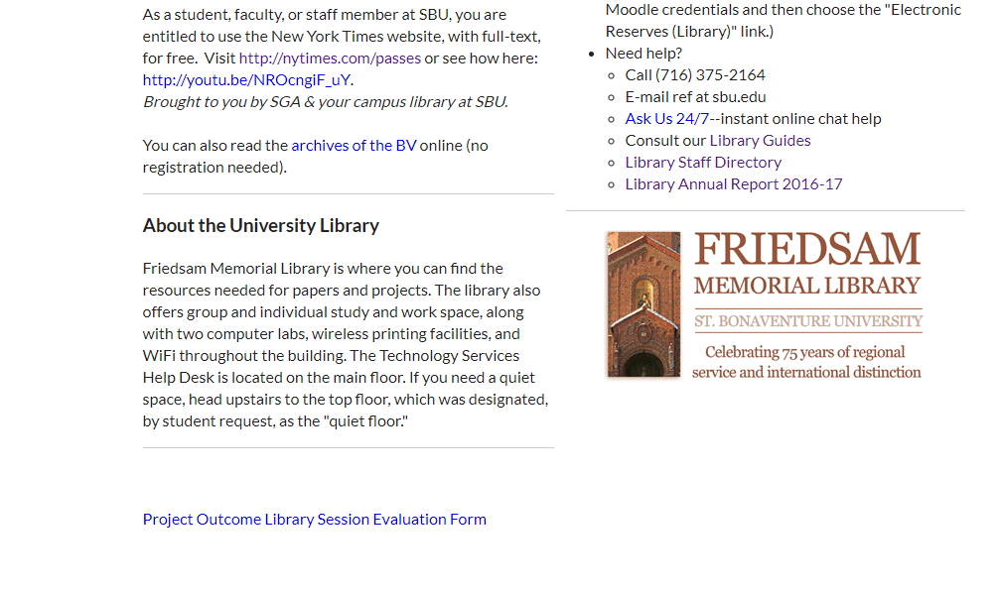 As a student, faculty, or staff member at SBU, you are
entitled to use the New York Times website, with full-text,
for free.  Visit http://nytimes.com/passes or see how here:
http://youtu.be/NROcngiF_uY.
Brought to you by SGA & your campus library at SBU.
You can also read the archives of the BV online (no
registration needed).
About the University Library
Friedsam Memorial Library is where you can find the
resources needed for papers and projects. The library also
offers group and individual study and work space, along
with two computer labs, wireless printing facilities, and
WiFi throughout the building. The Technology Services
Help Desk is located on the main floor. If you need a quiet
space, head upstairs to the top floor, which was designated,
by student request, as the "quiet floor."
Project Outcome Library Session Evaluation Form
Moodle credentials and then choose the "Electronic
Reserves (Library)" link.)
Need help?
Call (716) 375-2164
E-mail ref at sbu.edu
Ask Us 24/7--instant online chat help
Consult our Library Guides
Library Staff Directory
Library Annual Report 2016-17
FRIEDSAM
MEMORIAL LIBRARY
ST. BONAVENTURE UNIVERSITY
Celebrating 75 years of regional
service and international distinction